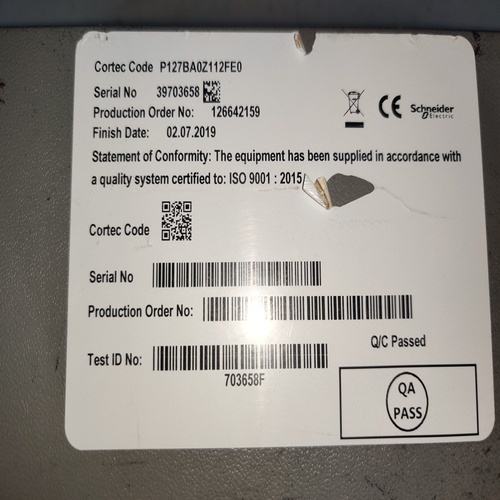 Cortec Code P127BA0Z112FE0
Serial No 39703658
Production Order No: 126642159
Finish Date: 02.07.2019
Schneider
Electric
Statement of Conformity: The equipment has been supplied in accordance with
a quality system certified to: ISO 9001 : 2015
Cortec Code
Serial No
Production Order No:
Q/C Passed
Test ID No:
703658F
QA
PASS